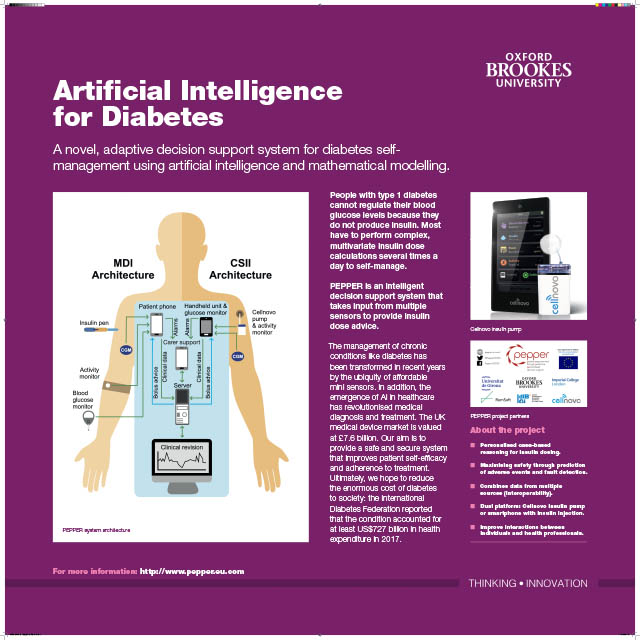 OXFORD
BROOKES
UNIVERSITY
Artificial Intelligence
for Diabetes
A novel, adaptive decision support system for diabetes self-
management using artificial intelligence and mathematical modelling.
MDI
Architecture
CSII
Architecture
Patient phone
Handheld unit &
glucose monitor
Insulin pen
Cellnovo
pump
& activity
monitor
Alarms
Alarms
CGM
CGM
Carer support
Activity
monitor
Bolus advice
Clinical data
Clinical data
Bolus advice
Server
Blood
glucose
monitor
Clinical revision
PEPPER system architecture
People with type 1 diabetes
cannot regulate their blood
glucose levels because they
do not produce insulin. Most
have to perform complex,
multivariate insulin dose
calculations several times a
day to self-manage.
PEPPER is an intelligent
decision support system that
takes input from multiple
sensors to provide insulin
dose advice.
The management of chronic
conditions like diabetes has
been transformed in recent years
by the ubiquity of affordable
mini sensors. In addition, the
emergence of AI in healthcare
has revolutionised medical
diagnosis and treatment. The UK
medical device market is valued
at £7.6 billion. Our aim is to
provide a safe and secure system
that improves patient self-efficacy
and adherence to treatment.
Ultimately, we hope to reduce
the enormous cost of diabetes
to society: the International
Diabetes Federation reported
that the condition accounted for
at least US$727 billion in health
expenditure in 2017.
cellnovo
cellnovo
Cellnovo insulin pump
pepper
Universitat
de Girona
OXFORD
BROOKES
UNIVERSITY
Imperial College
London
RomSoft
cellnovo
PEPPER project partners
About the project
Personalised case-based
reasoning for insulin dosing.
Maximising safety through prediction
of adverse events and fault detection.
Combines data from multiple
sources (interoperability).
Dual platform: Cellnovo insulin pump
or smartphone with insulin injection.
Improve interactions between
individuals and health professionals.
For more information: http://www.pepper.eu.com
THINKING • INNOVATION